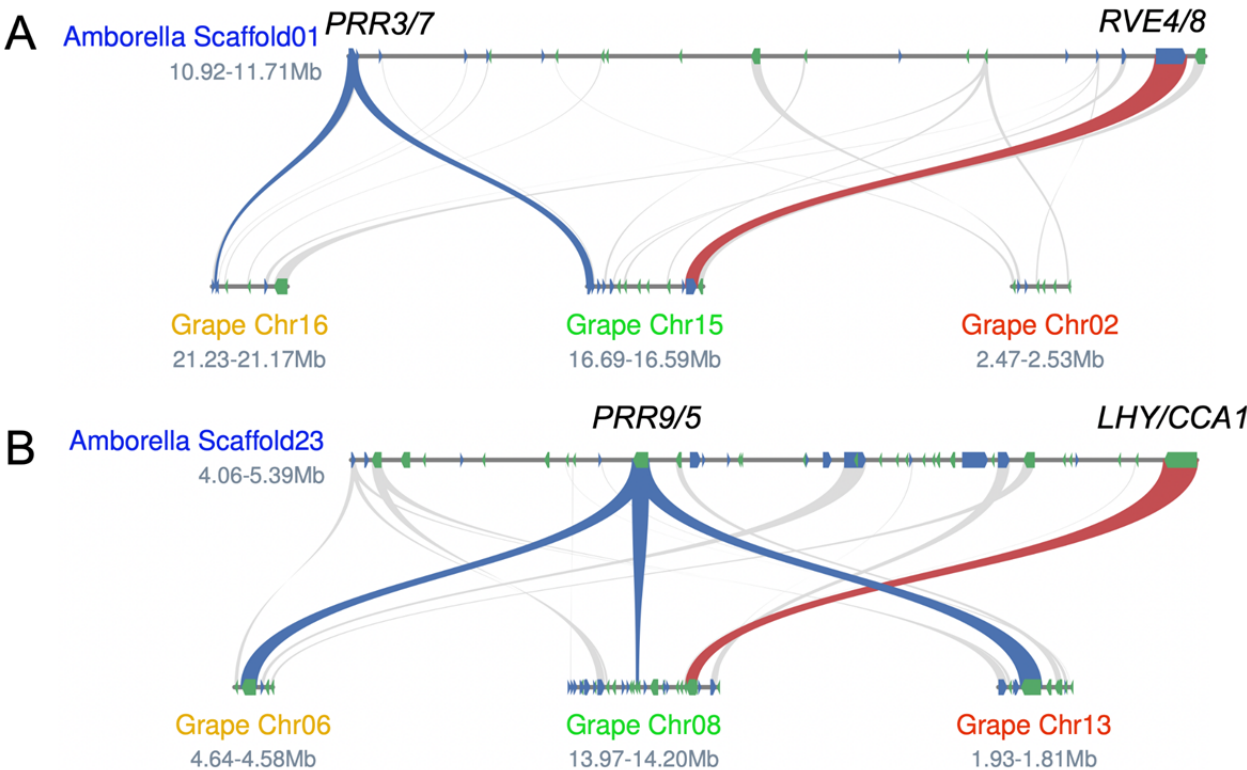 A
Amborella Scaffold01
PRR3/7
RVE4/8
10.92-11.71Mb
Grape Chr16
Grape Chr15
Grape Chr02
21.23-21.17Mb
16.69-16.59Mb
2.47-2.53Mb
B
Amborella Scaffold23
PRR9/5
LHY/CCA1
4.06-5.39Mb
Grape Chr06
Grape Chr08
Grape Chr13
4.64-4.58Mb
13.97-14.20Mb
1.93-1.81Mb